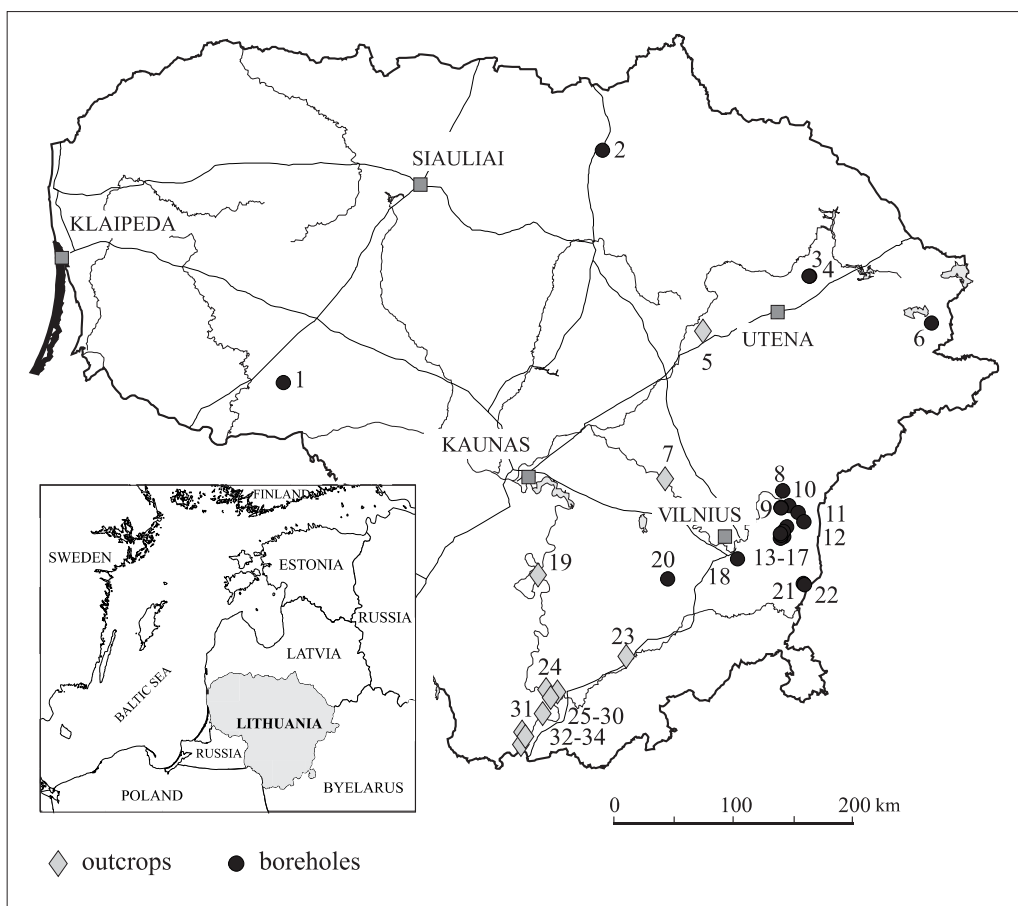 2
SIAULIAI
KLAIPEDA
3
4
UTENA
6
5
1
KAUNAS
7
8
10
9
11
VILNIUS
12
13-17
18
19
20
21
22
23
24
25-30
31
32-34
FINLAND
SWEDEN
ESTONIA
RUSSIA
LATVIA
BALTIC SEA
LITHUANIA
RUSSIA
BYELARUS
POLAND
0 100 200 km
outcrops boreholes